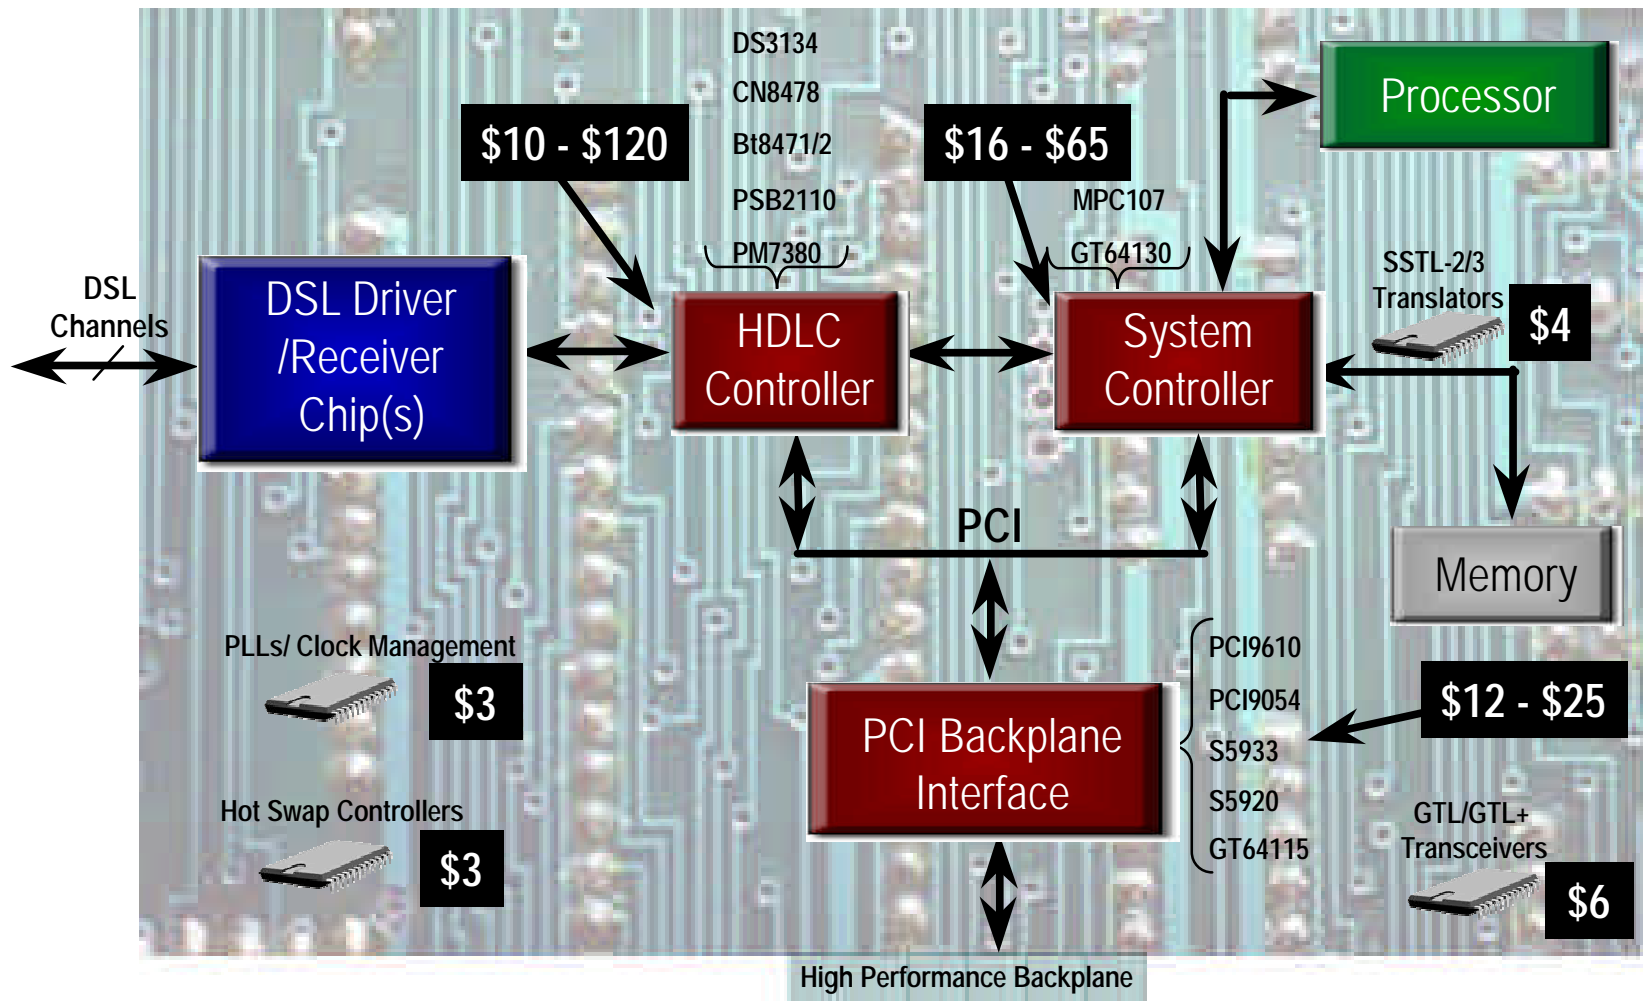 DS3134
CN8478
Bt8471/2
PSB2110
PM7380
$10 - $120
$16 - $65
MPC107
GT64130
Processor
DSL
Channels
DSL Driver
/Receiver
Chip(s)
HDLC
Controller
System
Controller
SSTL-2/3
Translators
$4
PCI
Memory
PLLs/ Clock Management
$3
Hot Swap Controllers
$3
PCI Backplane
Interface
PCI9610
PCI9054
S5933
S5920
GT64115
$12 - $25
GTL/GTL+
Transceivers
$6
High Performance Backplane